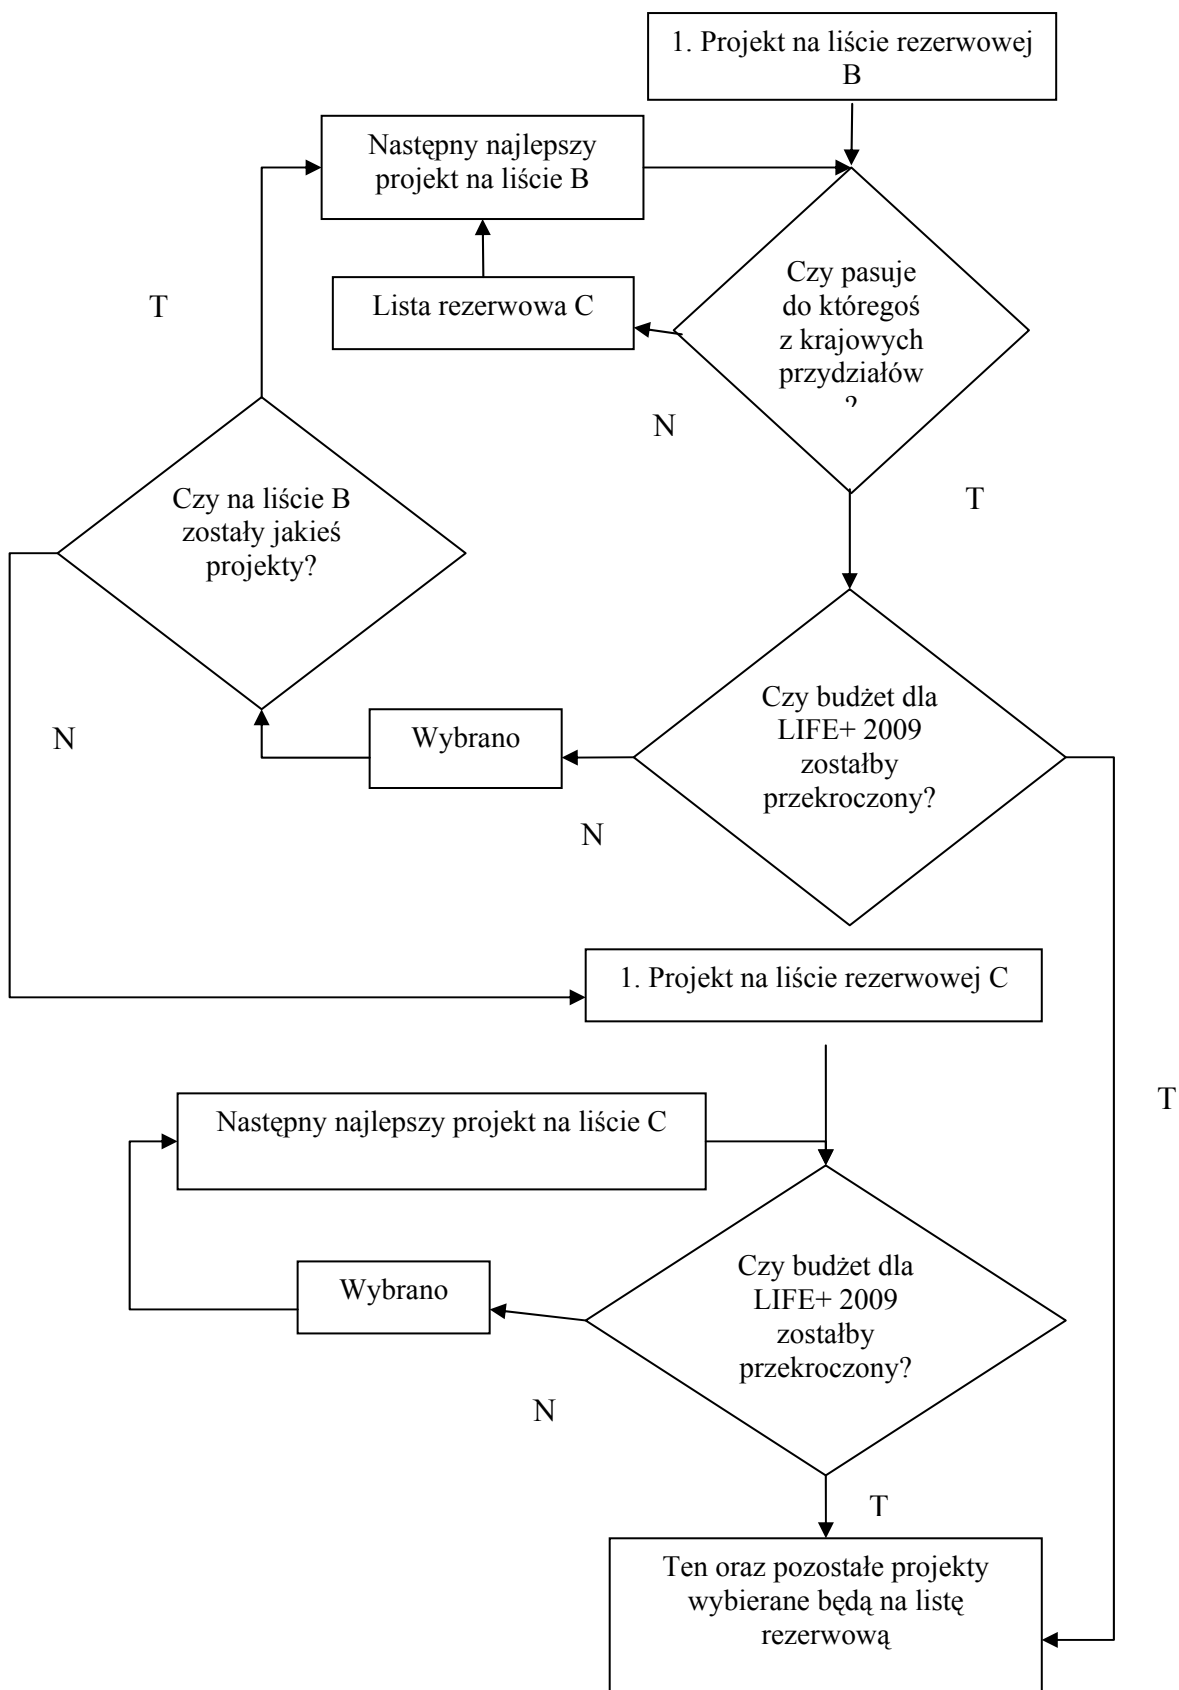 1. Projekt na liście rezerwowej
B
Następny najlepszy
projekt na liście B
Czy pasuje
do któregoś
z krajowych
przydziałów
?
Lista rezerwowa C
T
N
T
Czy na liście B
zostały jakieś
projekty?
Czy budżet dla
LIFE+ 2009
zostałby
przekroczony?
Wybrano
N
N
1. Projekt na liście rezerwowej C
T
Następny najlepszy projekt na liście C
Czy budżet dla
LIFE+ 2009
zostałby
przekroczony?
Wybrano
N
T
Ten oraz pozostałe projekty
wybierane będą na listę
rezerwową